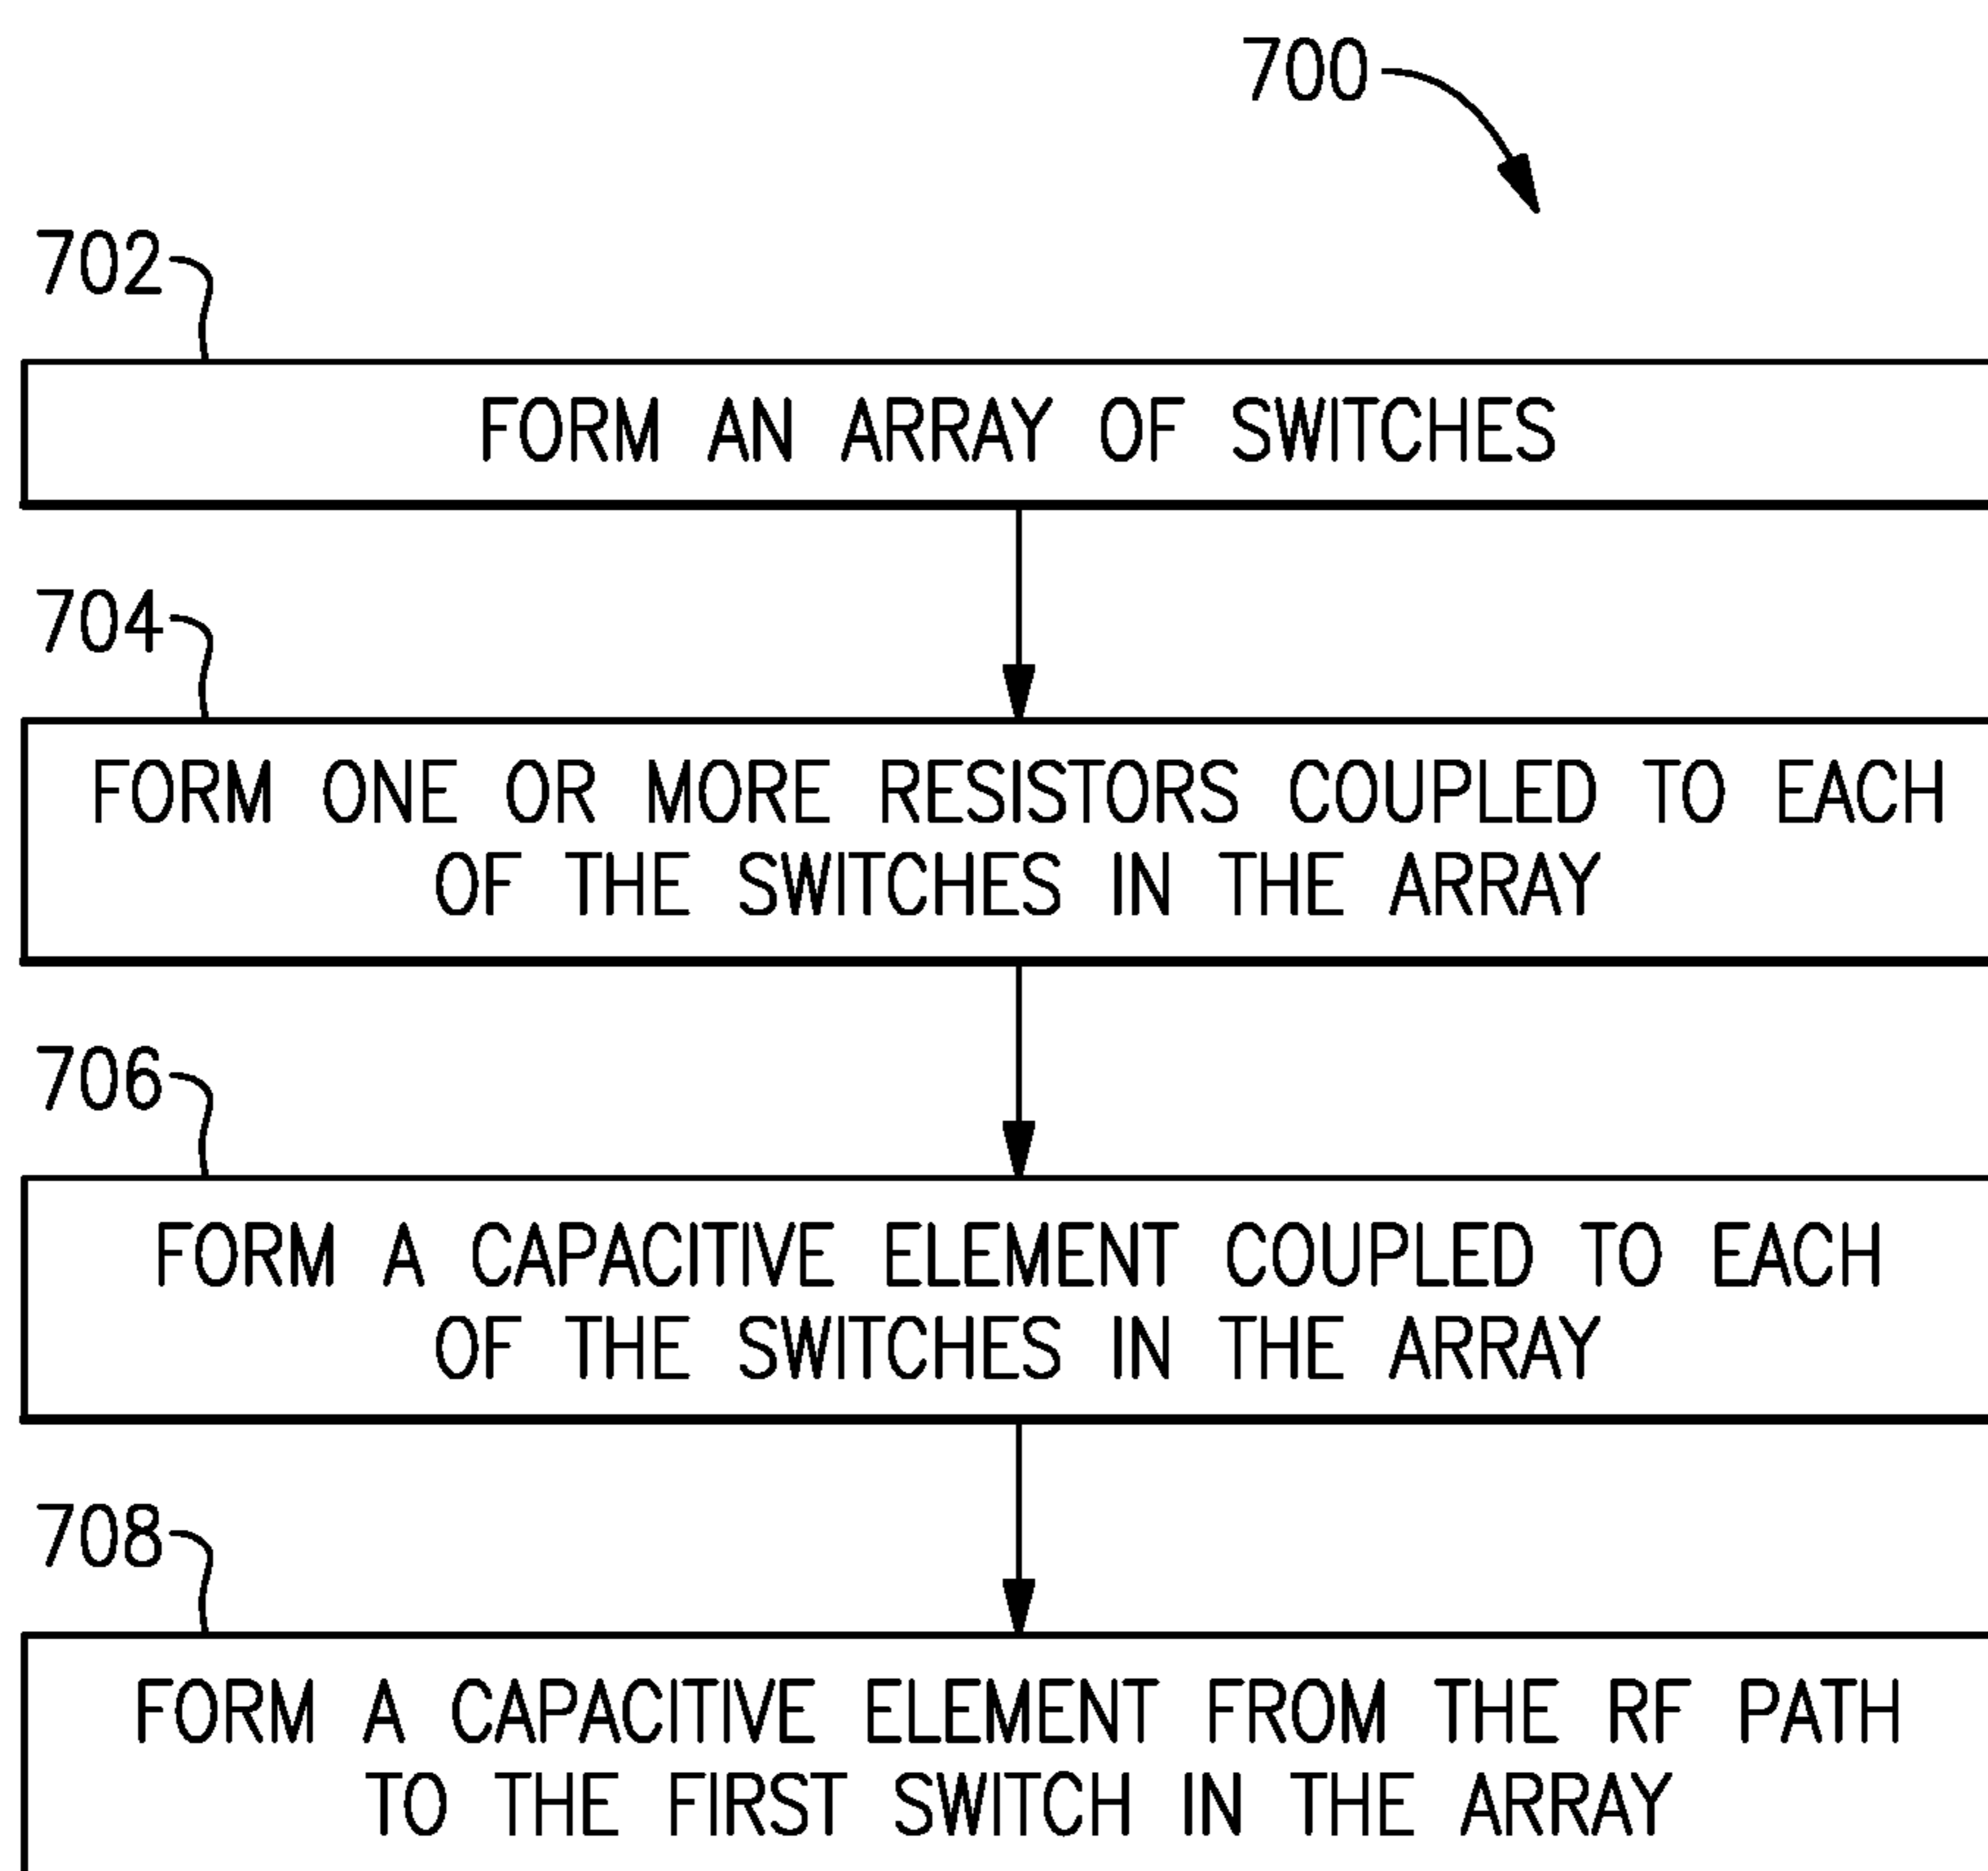 700
702
FORM AN ARRAY OF SWITCHES
704
FORM ONE OR MORE RESISTORS COUPLED TO EACH
OF THE SWITCHES IN THE ARRAY
706
FORM A CAPACITIVE ELEMENT COUPLED TO EACH
OF THE SWITCHES IN THE ARRAY
708
FORM A CAPACITIVE ELEMENT FROM THE RF PATH
TO THE FIRST SWITCH IN THE ARRAY